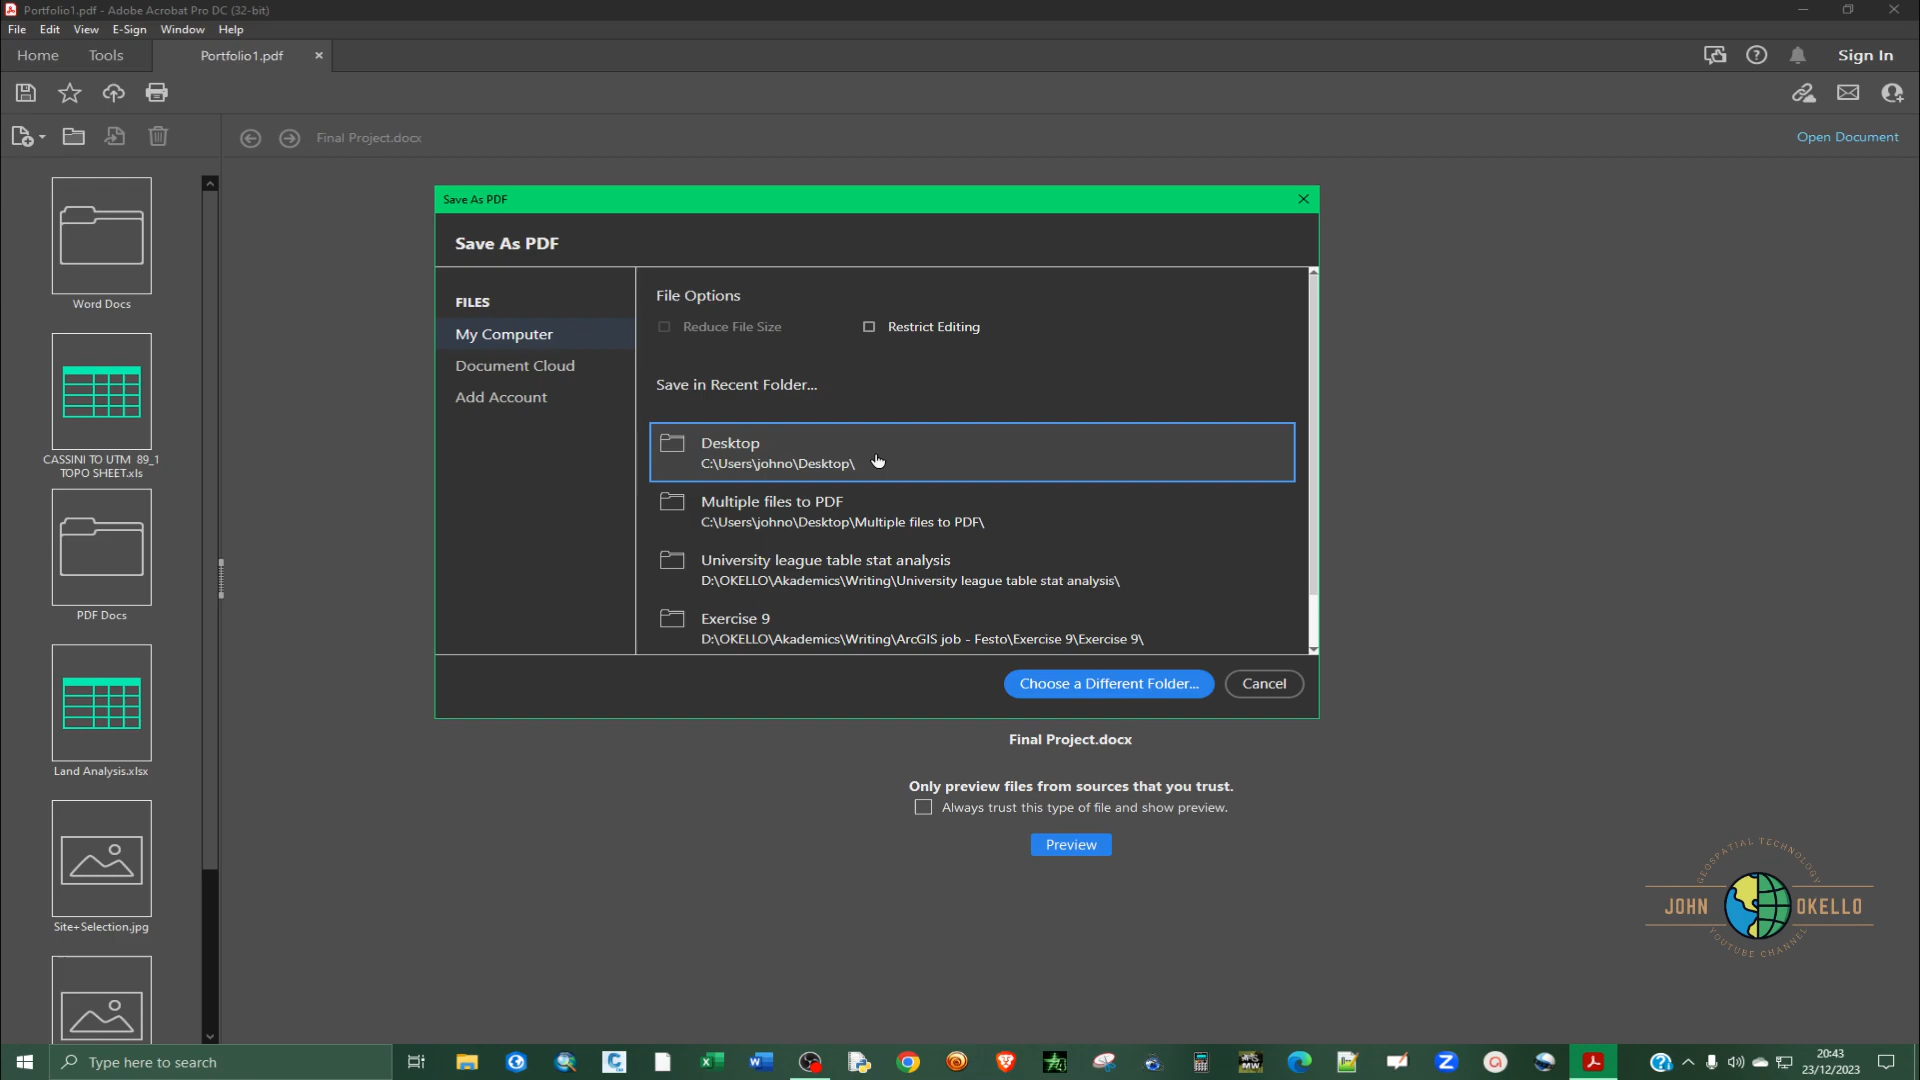 Portfolio1.pdf - Adobe Acrobat Pro DC (32-bit)
File Edit View E-Sign Window Help
Home Tools Portfolio1.pdf Sign In
Final Project.docx Open Document
Word Docs
CASSINI TO UTM 89_1
TOPO SHEET.xls
PDF Docs
Land Analysis.xlsx
Site+Selection.jpg
Save As PDF
Save As PDF
FILES
My Computer
Document Cloud
Add Account
File Options
Reduce File Size Restrict Editing
Save in Recent Folder...
Desktop
C:\Users\johno\Desktop\
Multiple files to PDF
C:\Users\johno\Desktop\Multiple files to PDF\
University league table stat analysis
D:\OKELLO\Akademics\Writing\University league table stat analysis\
Exercise 9
D:\OKELLO\Akademics\Writing\ArcGIS job - Festo\Exercise 9\Exercise 9\
Choose a Different Folder... Cancel
Final Project.docx
Only preview files from sources that you trust.
Always trust this type of file and show preview.
Preview
GEOSPATIAL TECHNOLOGY
JOHN OKELLO
YOUTUBE CHANNEL
Type here to search
20:43
23/12/2023